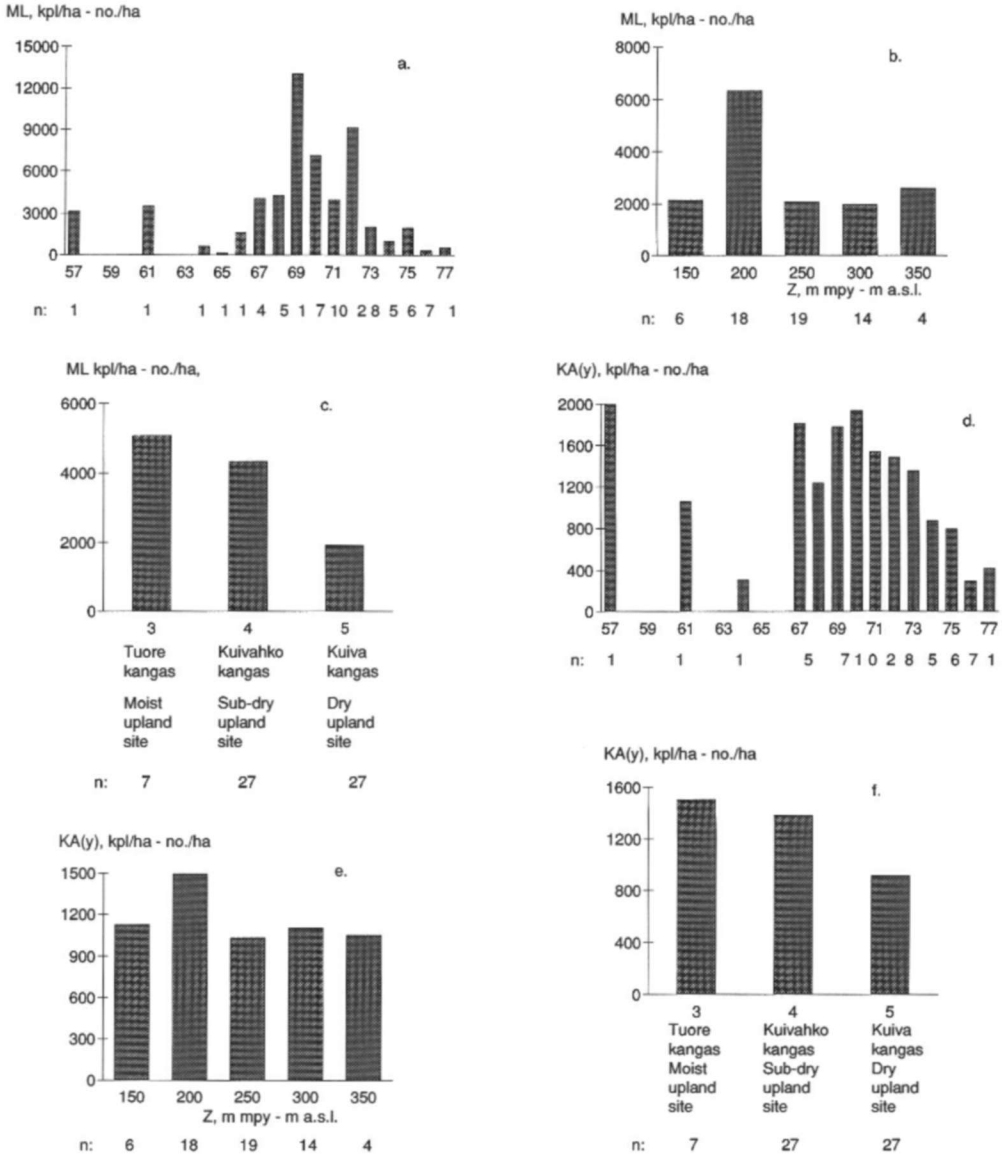 ML, kpl/ha - no./ha
a.
15000
12000
9000
6000
3000
0
57 59 61 63 65 67 69 71 73 75 77
n: 1 1 1 1 1 4 5 1 7 10 2 8 5 6 7 1
ML, kpl/ha - no./ha
b.
8000
6000
4000
2000
0
150 200 250 300 350
Z, m mpy - m a.s.l.
n: 6 18 19 14 4
ML kpl/ha - no./ha,
c.
6000
4000
2000
0
3 4 5
Tuore Kuivahko Kuiva
kangas kangas kangas
Moist Sub-dry Dry
upland upland upland
site site site
n: 7 27 27
KA(y), kpl/ha - no./ha
d.
2000
1600
1200
800
400
0
57 59 61 63 65 67 69 71 73 75 77
n: 1 1 1 5 7 1 0 2 8 5 6 7 1
KA(y), kpl/ha - no./ha
e.
1500
1200
900
600
300
0
150 200 250 300 350
Z, m mpy - m a.s.l.
n: 6 18 19 14 4
KA(y), kpl/ha - no./ha
f.
1600
1200
800
400
0
3 4 5
Tuore Kuivahko Kuiva
kangas kangas kangas
Moist Sub-dry Dry
upland upland upland
site site site
n: 7 27 27